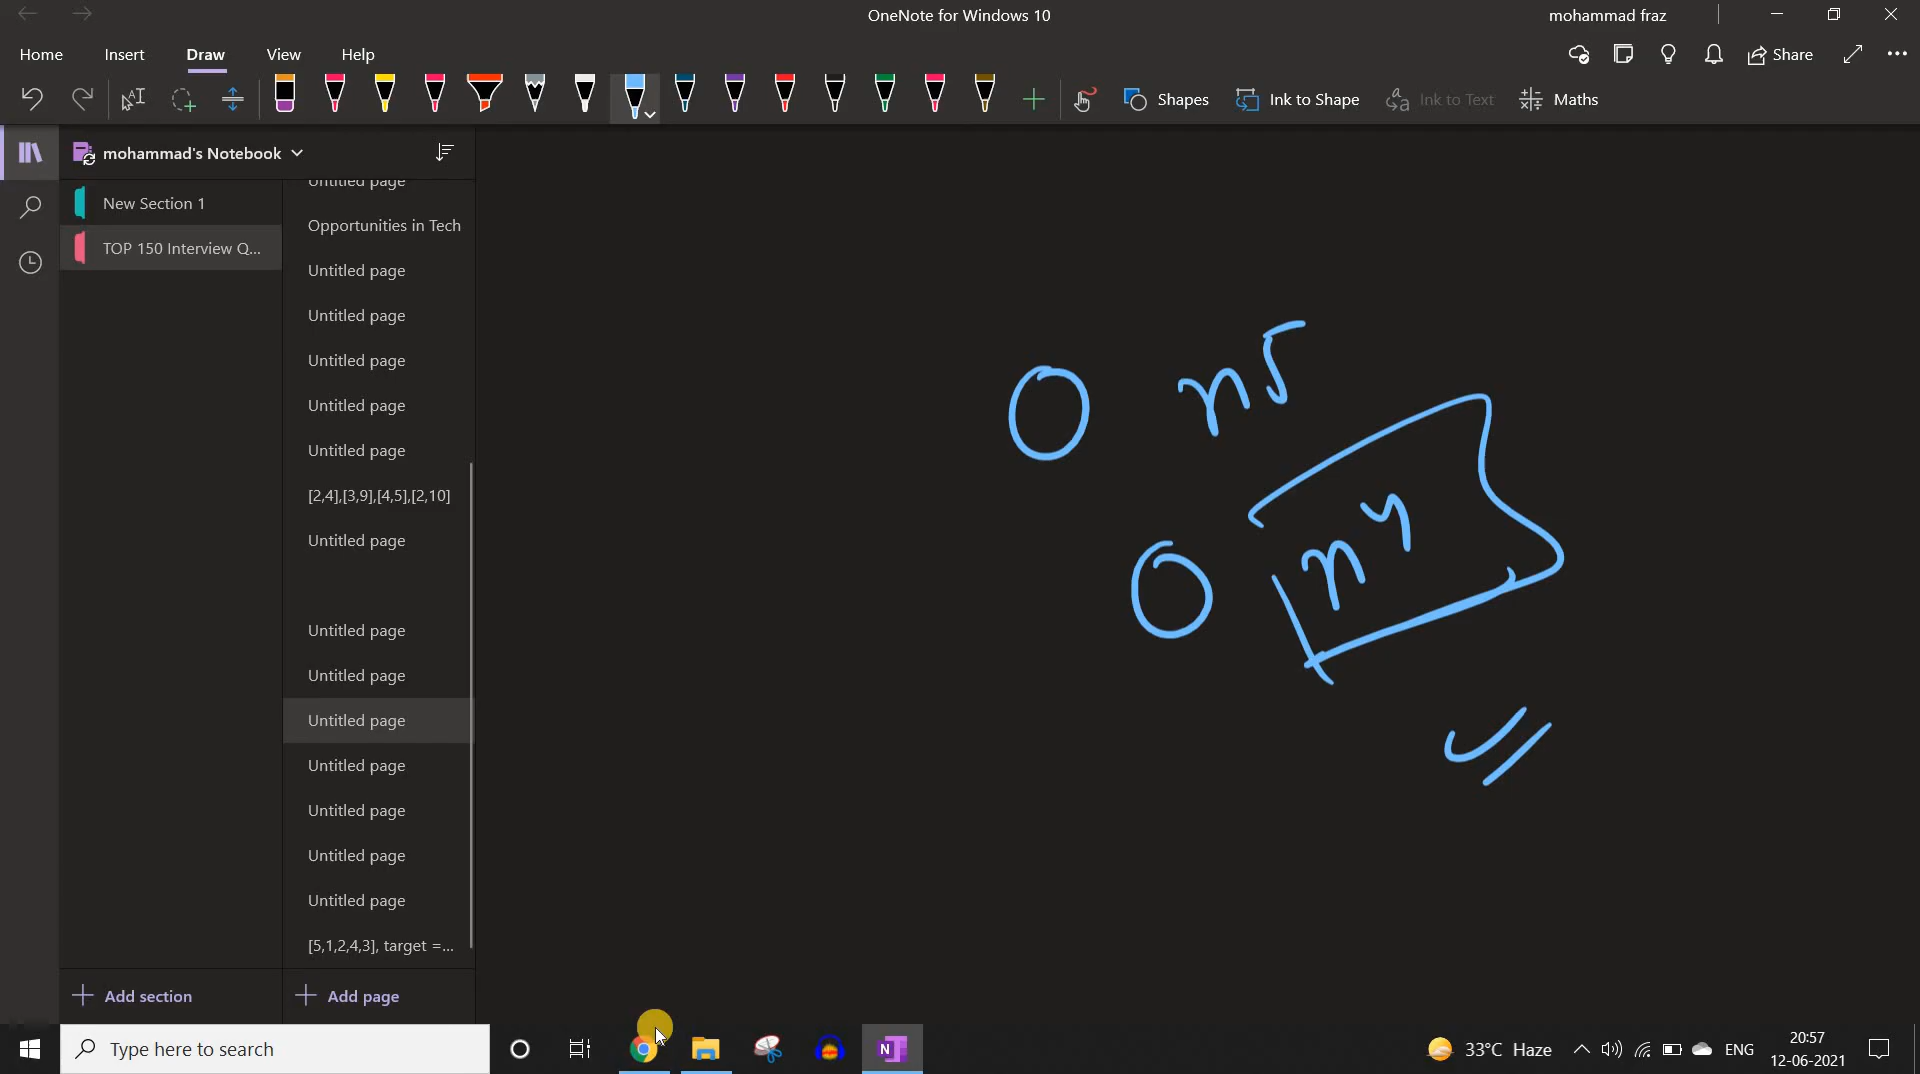 OneNote for Windows 10
mohammad fraz
Home Insert Draw View Help
Share
Shapes Ink to Shape Ink to Text Maths
mohammad's Notebook
New Section 1
TOP 150 Interview Q...
Untitled page
Opportunities in Tech
Untitled page
Untitled page
Untitled page
Untitled page
Untitled page
[2,4],[3,9],[4,5],[2,10]
Untitled page
Untitled page
Untitled page
Untitled page
Untitled page
Untitled page
Untitled page
Untitled page
[5,1,2,4,3], target =...
Add section
Add page
O n5
O n4
Type here to search
33°C Haze
ENG
20:57
12-06-2021